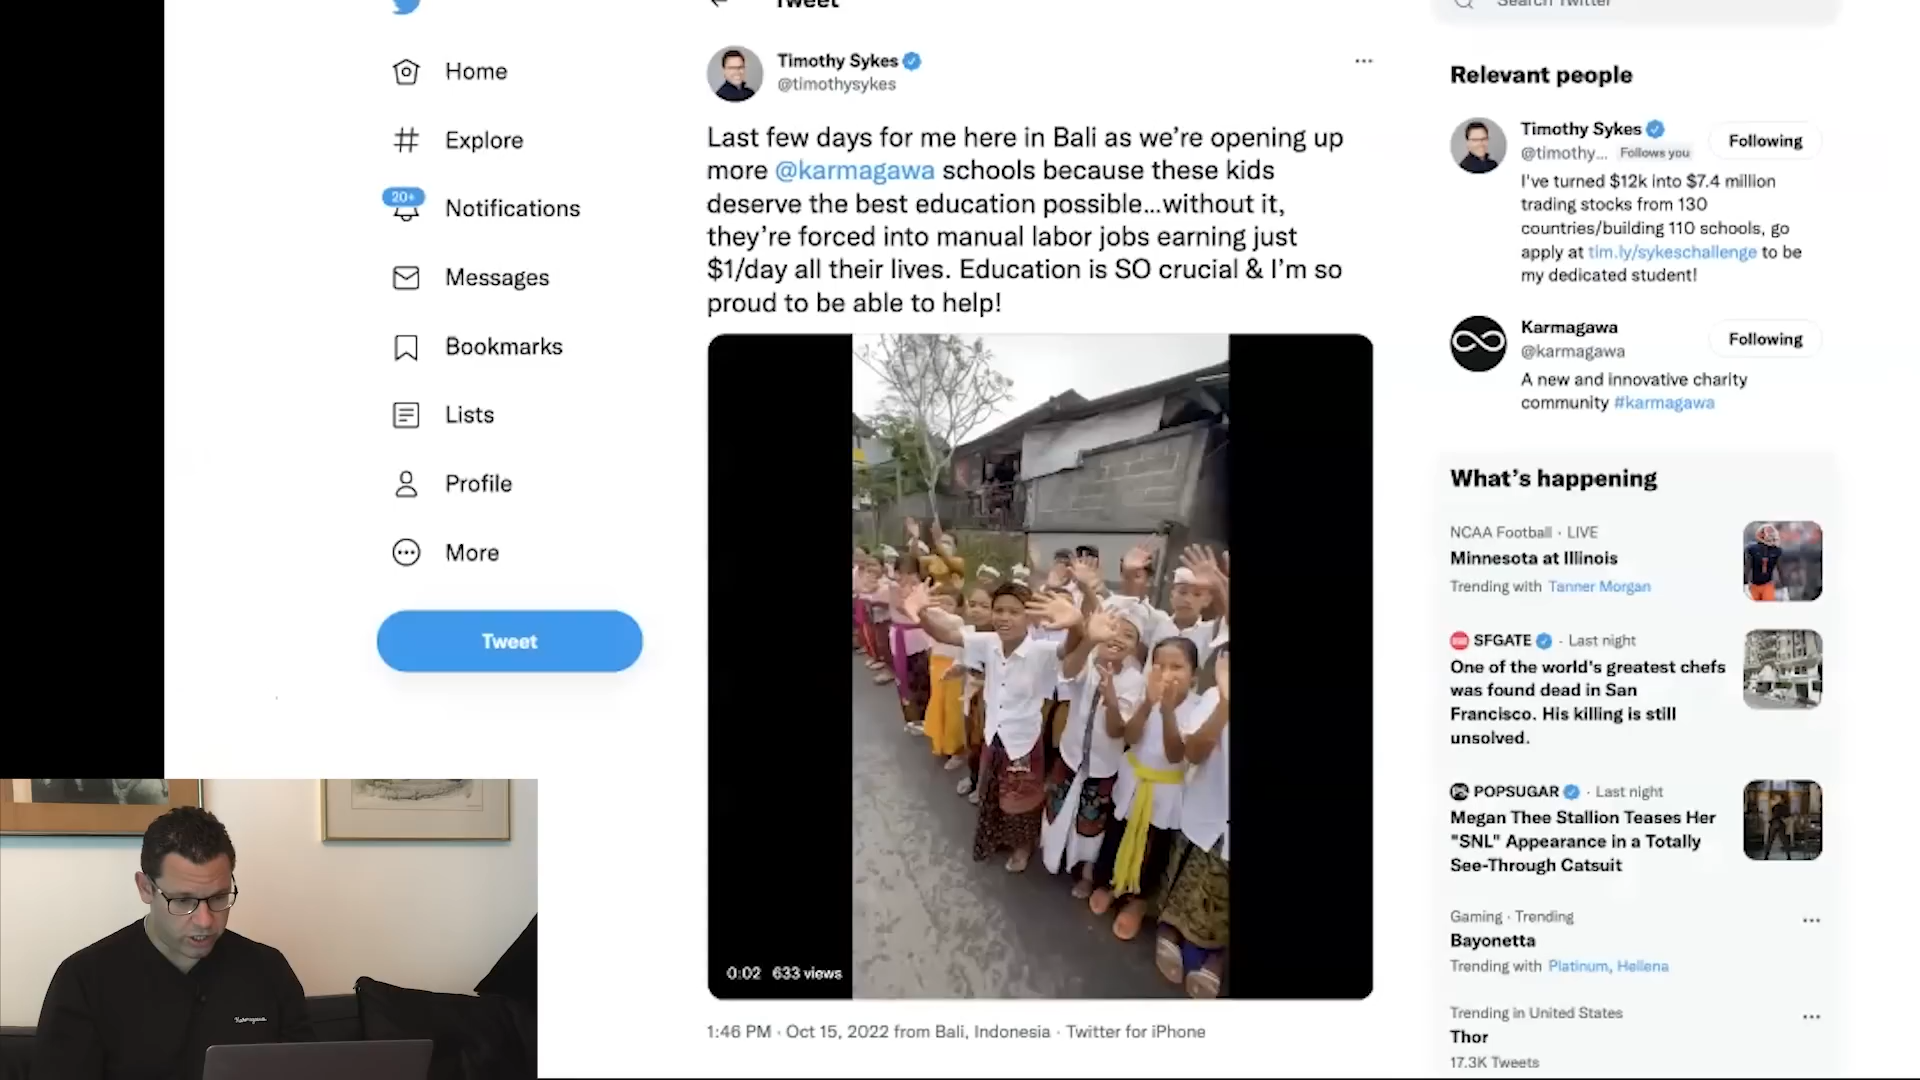 Tweet
Search Twitter
Home
Explore
20+
Notifications
Messages
Bookmarks
Lists
Profile
More
Tweet
Timothy Sykes
@timothysykes
Last few days for me here in Bali as we’re opening up
more @karmagawa schools because these kids
deserve the best education possible...without it,
they’re forced into manual labor jobs earning just
$1/day all their lives. Education is SO crucial & I’m so
proud to be able to help!
0:02 633 views
1:46 PM · Oct 15, 2022 from Bali, Indonesia · Twitter for iPhone
Relevant people
Timothy Sykes
Following
@timothy... Follows you
I've turned $12k into $7.4 million
trading stocks from 130
countries/building 110 schools, go
apply at tim.ly/sykeschallenge to be
my dedicated student!
Karmagawa
Following
@karmagawa
A new and innovative charity
community #karmagawa
What’s happening
NCAA Football · LIVE
Minnesota at Illinois
Trending with Tanner Morgan
SFGATE · Last night
One of the world's greatest chefs
was found dead in San
Francisco. His killing is still
unsolved.
POPSUGAR · Last night
Megan Thee Stallion Teases Her
"SNL" Appearance in a Totally
See-Through Catsuit
Gaming · Trending
Bayonetta
Trending with Platinum, Hellena
Trending in United States
Thor
17.3K Tweets
Karmagawa